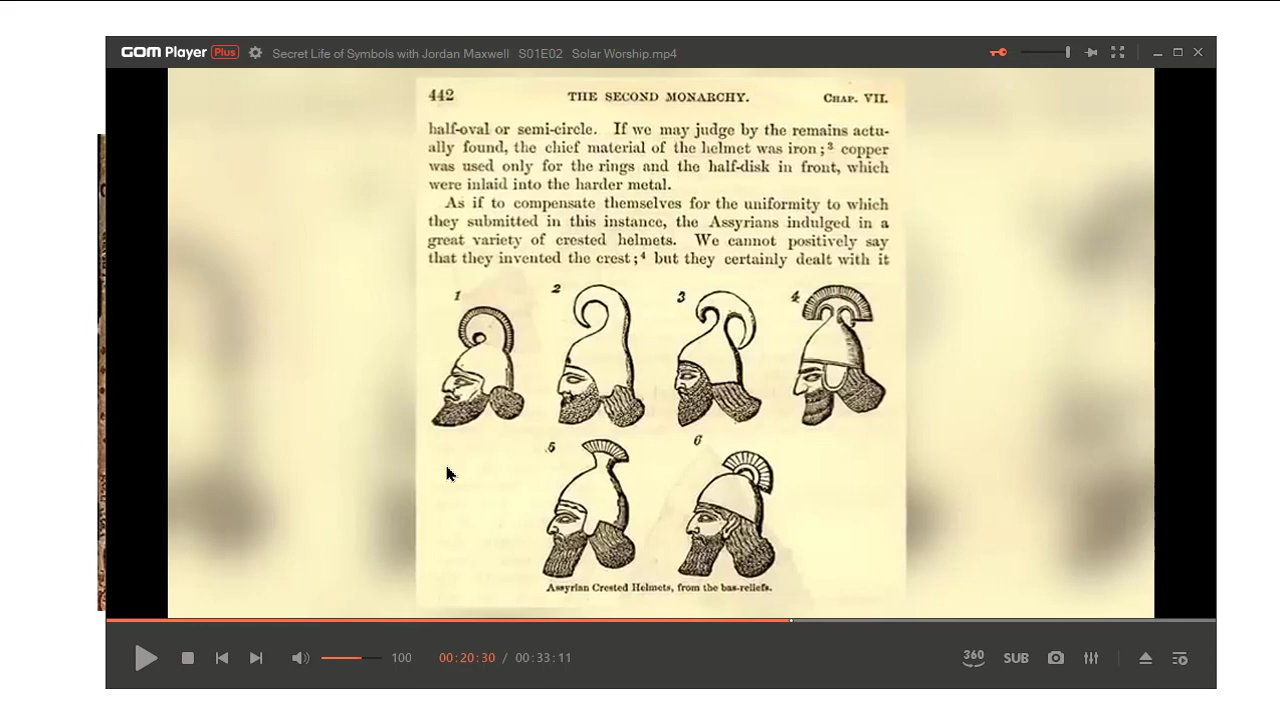 GOM Player Plus Secret Life of Symbols with Jordan Maxwell S01E02 Solar Worship.mp4
442 THE SECOND MONARCHY. CHAP. VII.
half-oval or semi-circle. If we may judge by the remains actu-
ally found, the chief material of the helmet was iron;³ copper
was used only for the rings and the half-disk in front, which
were inlaid into the harder metal.
As if to compensate themselves for the uniformity to which
they submitted in this instance, the Assyrians indulged in a
great variety of crested helmets. We cannot positively say
that they invented the crest;⁴ but they certainly dealt with it
1 2 3 4
5 6
Assyrian Crested Helmets, from the bas-reliefs.
100 00:20:30 / 00:33:11 360 SUB